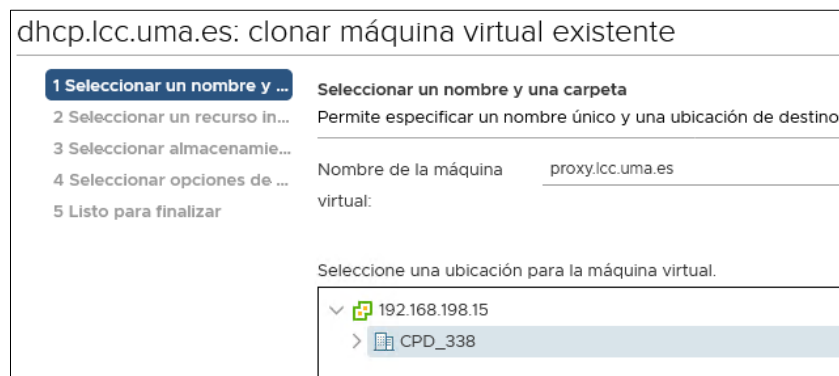 dhcp.lcc.uma.es: clonar máquina virtual existente
1 Seleccionar un nombre y ...
2 Seleccionar un recurso in...
3 Seleccionar almacenamie...
4 Seleccionar opciones de ...
5 Listo para finalizar
Seleccionar un nombre y una carpeta
Permite especificar un nombre único y una ubicación de destino
Nombre de la máquina
virtual:
proxy.lcc.uma.es
Seleccione una ubicación para la máquina virtual.
192.168.198.15
CPD_338